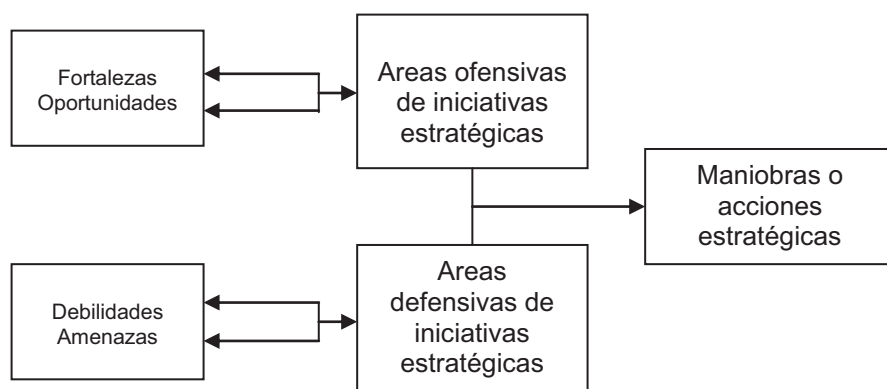 Fortalezas
Oportunidades
Areas ofensivas
de iniciativas
estratégicas
Maniobras o
acciones
estratégicas
Debilidades
Amenazas
Areas
defensivas de
iniciativas
estratégicas